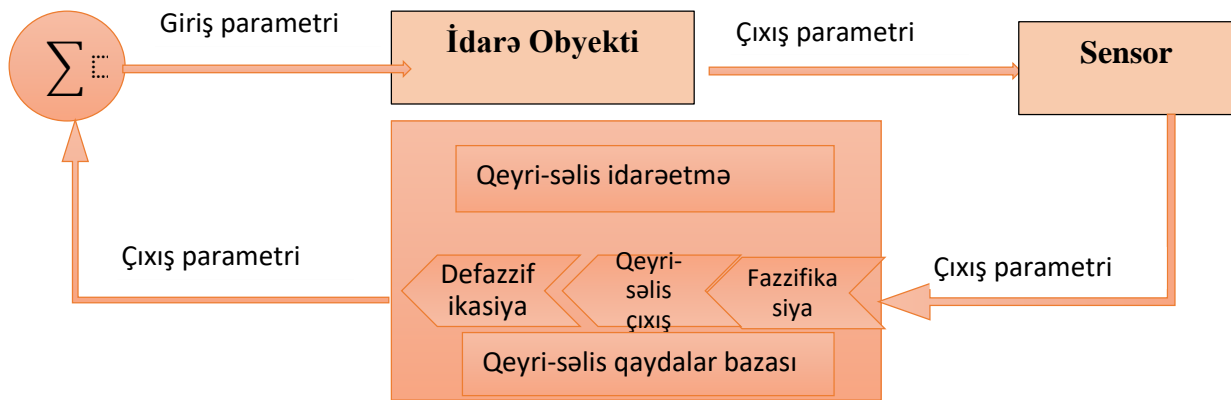 Giriş parametri
İdarə Obyekti
Çıxış parametri
Sensor
∑
Qeyri-səlis idarəetmə
Çıxış parametri
Defazzif
ikasiya
Qeyri-
səlis
çıxış
Fazzifika
siya
Çıxış parametri
Qeyri-səlis qaydalar bazası